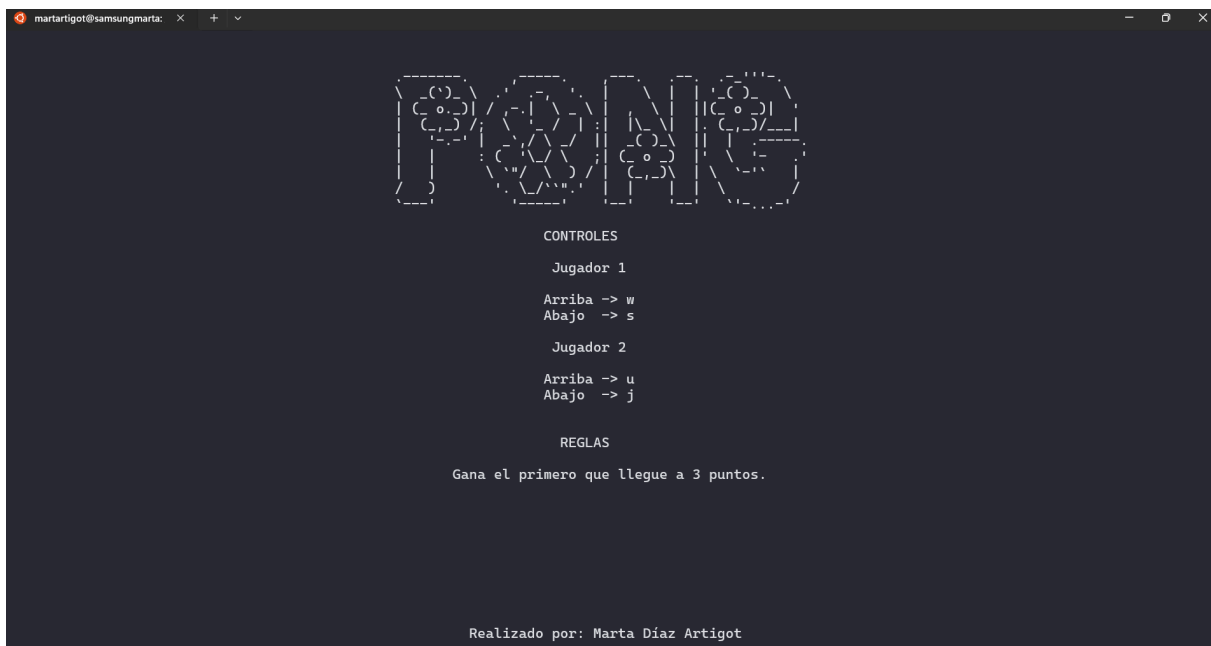 martartigot@samsungmarta:
PONG
CONTROLES
Jugador 1
Arriba -> w
Abajo -> s
Jugador 2
Arriba -> u
Abajo -> j
REGLAS
Gana el primero que llegue a 3 puntos.
Realizado por: Marta Díaz Artigot